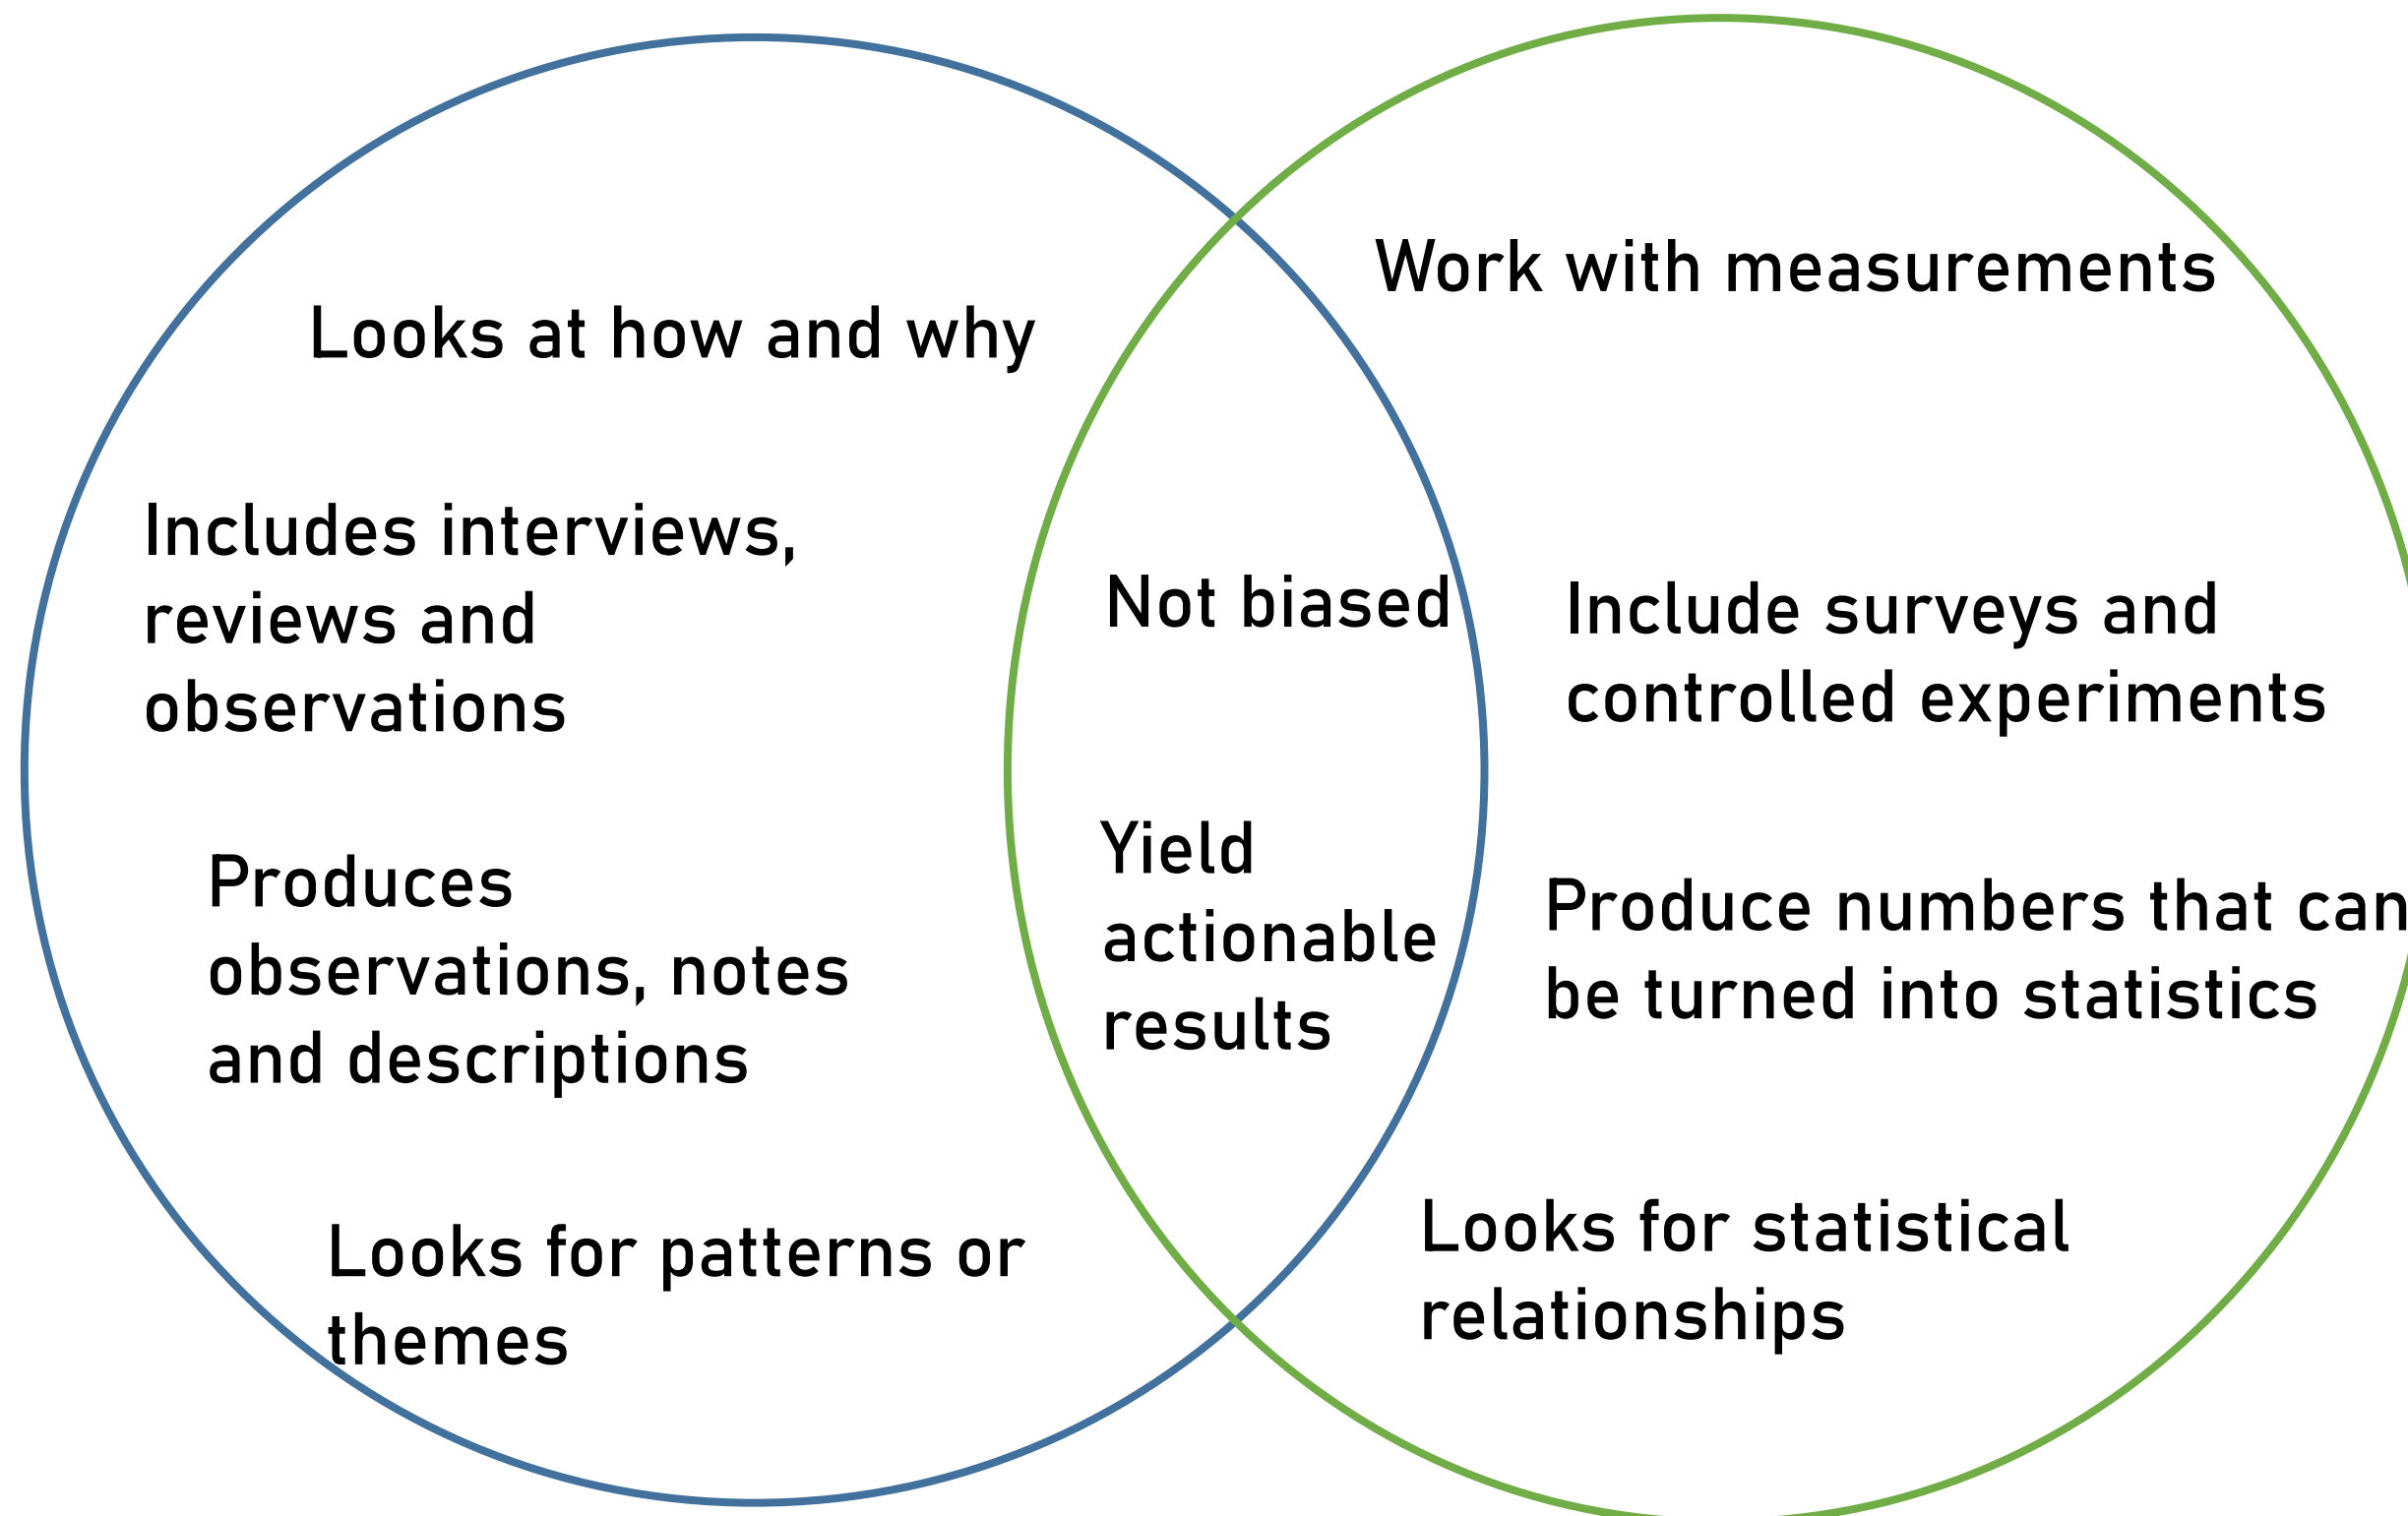 Looks at how and why
Includes interviews,
reviews and
observations
Produces
observations, notes
and descriptions
Looks for patterns or
themes
Not biased
Yield
actionable
results
Work with measurements
Include surveys and
controlled experiments
Produce numbers that can
be turned into statistics
Looks for statistical
relationships